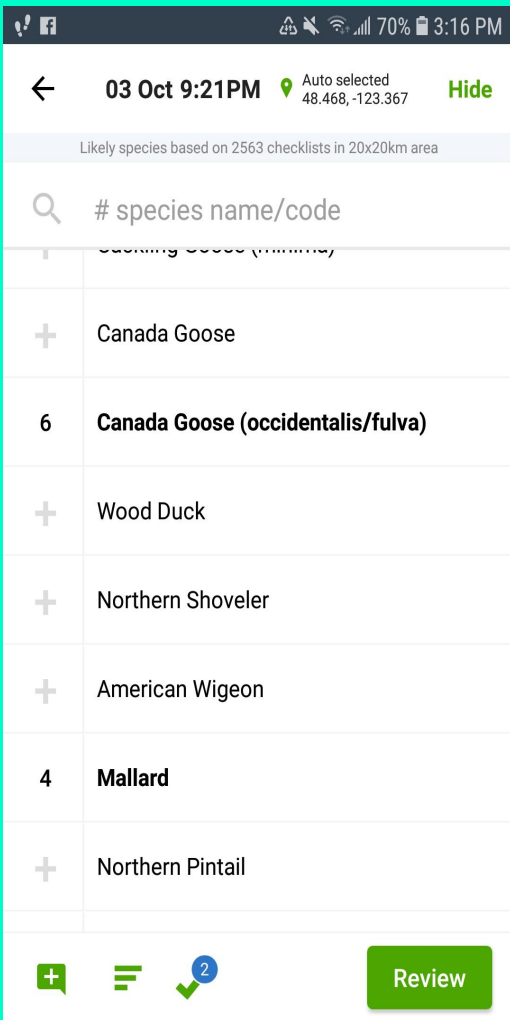 70% 3:16 PM
03 Oct 9:21PM
Auto selected
48.468, -123.367
Hide
Likely species based on 2563 checklists in 20x20km area
# species name/code
Canada Goose
6 Canada Goose (occidentalis/fulva)
Wood Duck
Northern Shoveler
American Wigeon
4 Mallard
Northern Pintail
2
Review